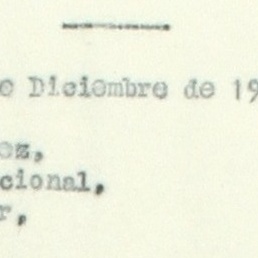 e Diciembre de 19
ez,
cional,
r,